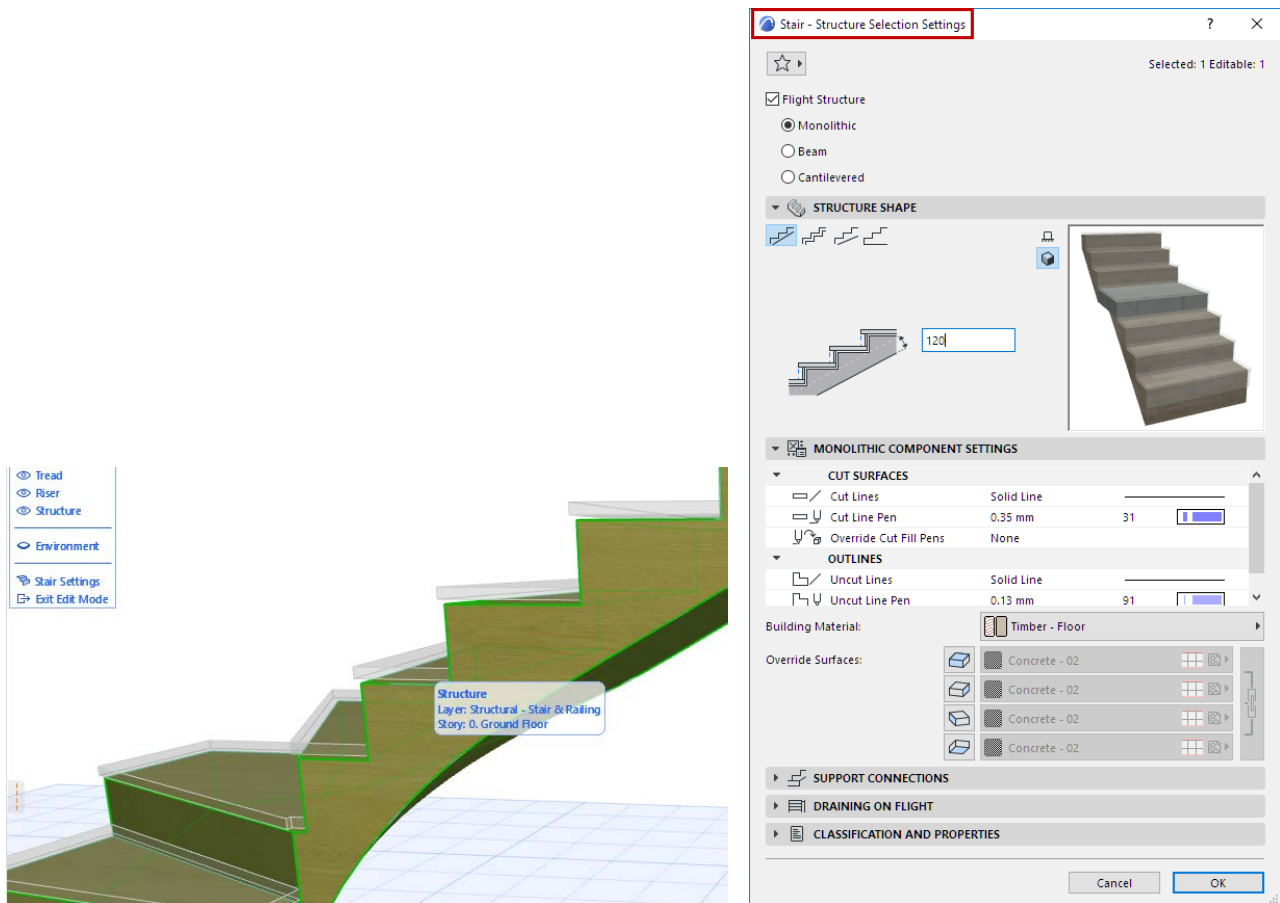 Tread
Riser
Structure
Environment
Stair Settings
Exit Edit Mode
Structure
Layer: Structural - Stair & Railing
Story: 0. Ground Floor
Stair - Structure Selection Settings
?
Selected: 1 Editable: 1
Flight Structure
Monolithic
Beam
Cantilevered
STRUCTURE SHAPE
120
MONOLITHIC COMPONENT SETTINGS
CUT SURFACES
Cut Lines Solid Line
Cut Line Pen 0.35 mm 31
Override Cut Fill Pens None
OUTLINES
Uncut Lines Solid Line
Uncut Line Pen 0.13 mm 91
Building Material: Timber - Floor
Override Surfaces: Concrete - 02
Concrete - 02
Concrete - 02
Concrete - 02
SUPPORT CONNECTIONS
DRAINING ON FLIGHT
CLASSIFICATION AND PROPERTIES
Cancel OK